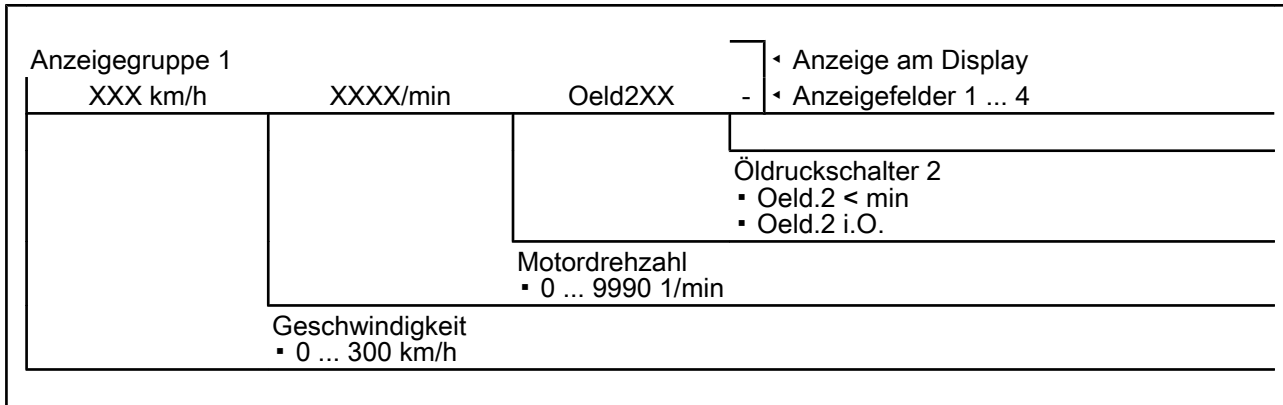 Anzeigegruppe 1
◂ Anzeige am Display
XXX km/h XXXX/min Oeld2XX - ◂ Anzeigefelder 1 ... 4
Öldruckschalter 2
▪ Oeld.2 < min
▪ Oeld.2 i.O.
Motordrehzahl
▪ 0 ... 9990 1/min
Geschwindigkeit
▪ 0 ... 300 km/h